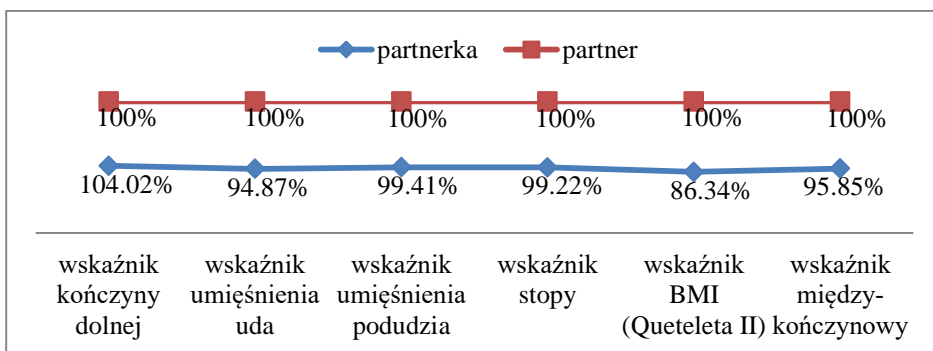 partnerka partner
100% 100% 100% 100% 100% 100%
104.02% 94.87% 99.41% 99.22% 86.34% 95.85%
wskaźnik wskaźnik wskaźnik wskaźnik wskaźnik wskaźnik
kończyny umięśnienia umięśnienia stopy BMI między-
dolnej uda podudzia (Queteleta II) kończynowy